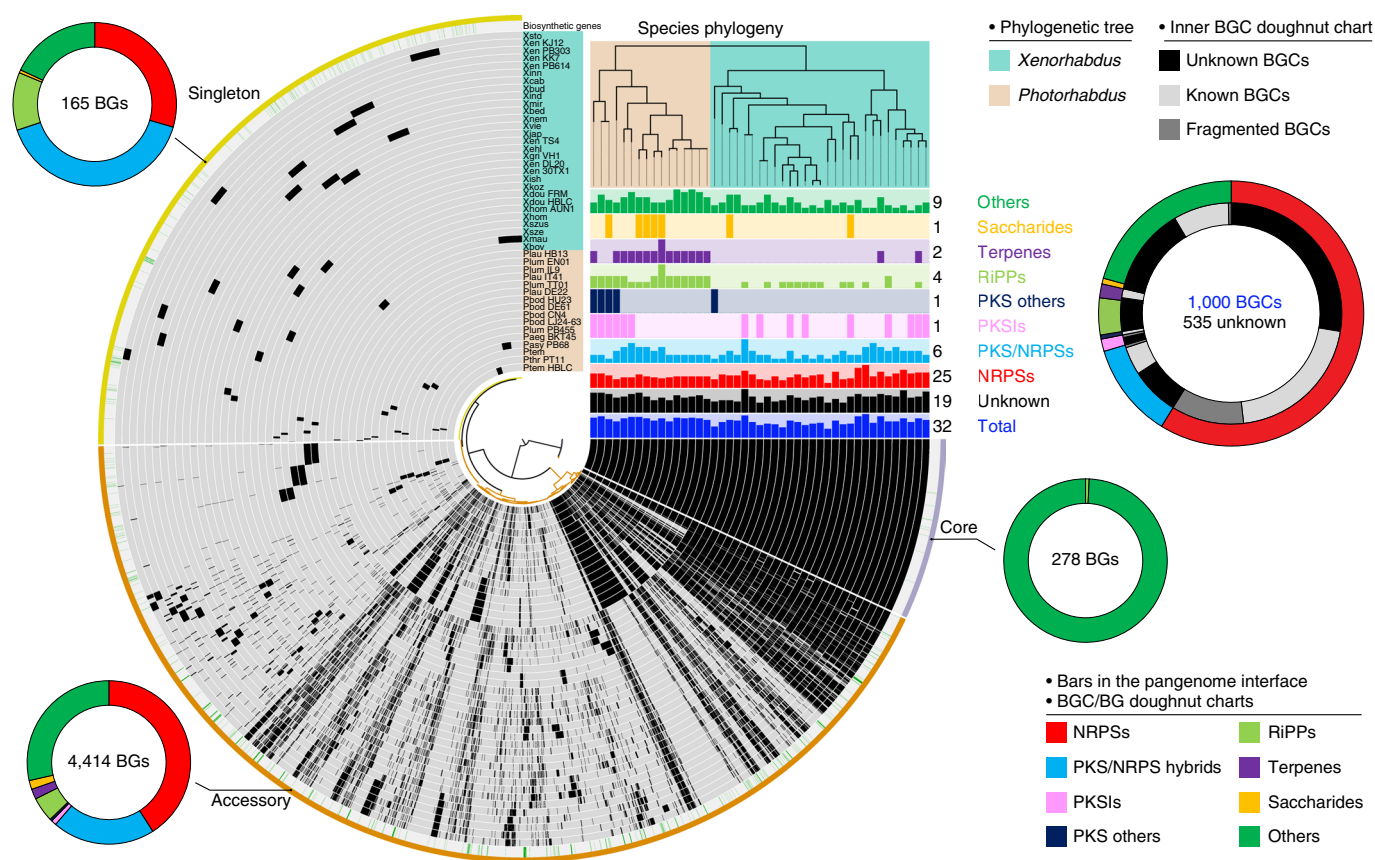 165 BGs
Singleton
Biosynthetic genes
Xsto
Xen KJ12
Xen PB303
Xen KK7
Xen PB614
Xinn
Xcab
Xbud
Xind
Xmir
Xbed
Xnem
Xvie
Xjap
Xen TS4
Xehl
Xgri VH1
Xen DL20
Xen 30TX1
Xish
Xkoz
Xdou FRM
Xdou HBLC
Xhom AUN1
Xhom
Xszus
Xsze
Xmau
Xbov
Plau HB13
Plum EN01
Plum IL9
Plau IT41
Plum TT01
Plau DE22
Pbod HU23
Pbod DE61
Pbod CN4
Pbod LJ24-63
Plum PB455
Paeg BKT45
Pasy PB68
Ptem
Pthr PT11
Ptem HBLC
Species phylogeny
9 Others
1 Saccharides
2 Terpenes
4 RiPPs
1 PKS others
1 PKSIs
6 PKS/NRPSs
25 NRPSs
19 Unknown
32 Total
• Phylogenetic tree
Xenorhabdus
Photorhabdus
• Inner BGC doughnut chart
Unknown BGCs
Known BGCs
Fragmented BGCs
1,000 BGCs
535 unknown
Core
278 BGs
4,414 BGs
Accessory
• Bars in the pangenome interface
• BGC/BG doughnut charts
NRPSs
PKS/NRPS hybrids
PKSIs
PKS others
RiPPs
Terpenes
Saccharides
Others